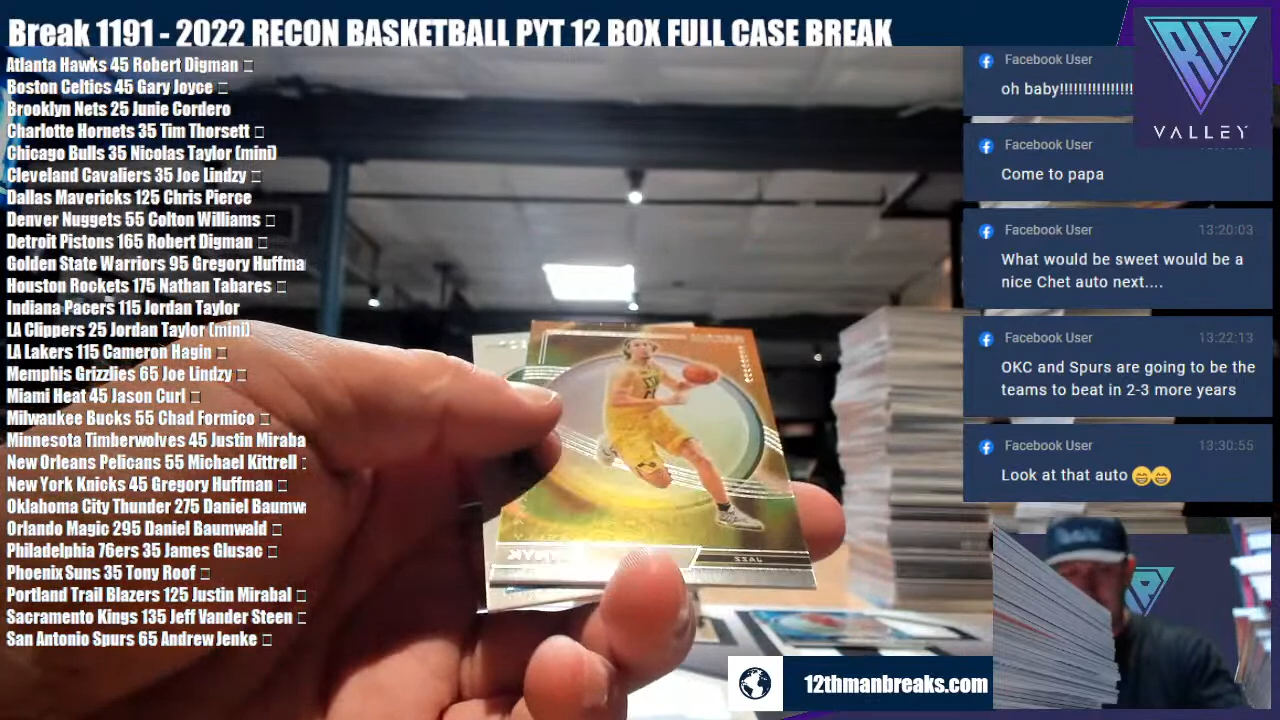 Break 1191 - 2022 RECON BASKETBALL PYT 12 BOX FULL CASE BREAK
Atlanta Hawks 45 Robert Digman
Boston Celtics 45 Gary Joyce
Brooklyn Nets 25 Junie Cordero
Charlotte Hornets 35 Tim Thorsett
Chicago Bulls 35 Nicolas Taylor (mini)
Cleveland Cavaliers 35 Joe Lindzy
Dallas Mavericks 125 Chris Pierce
Denver Nuggets 55 Colton Williams
Detroit Pistons 165 Robert Digman
Golden State Warriors 95 Gregory Huffma
Houston Rockets 175 Nathan Tabares
Indiana Pacers 115 Jordan Taylor
LA Clippers 25 Jordan Taylor (mini)
LA Lakers 115 Cameron Hagin
Memphis Grizzlies 65 Joe Lindzy
Miami Heat 45 Jason Curl
Milwaukee Bucks 55 Chad Formico
Minnesota Timberwolves 45 Justin Miraba
New Orleans Pelicans 55 Michael Kittrell
New York Knicks 45 Gregory Huffman
Oklahoma City Thunder 275 Daniel Baumw
Orlando Magic 295 Daniel Baumwald
Philadelphia 76ers 35 James Glusac
Phoenix Suns 35 Tony Roof
Portland Trail Blazers 125 Justin Mirabal
Sacramento Kings 135 Jeff Vander Steen
San Antonio Spurs 65 Andrew Jenke
Facebook User
oh baby!!!!!!!!!!!!!!!!
Facebook User
Come to papa
Facebook User 13:20:03
What would be sweet would be a
nice Chet auto next....
Facebook User 13:22:13
OKC and Spurs are going to be the
teams to beat in 2-3 more years
Facebook User 13:30:55
Look at that auto 😁😁
RIP
VALLEY
JAZZ
12thmanbreaks.com